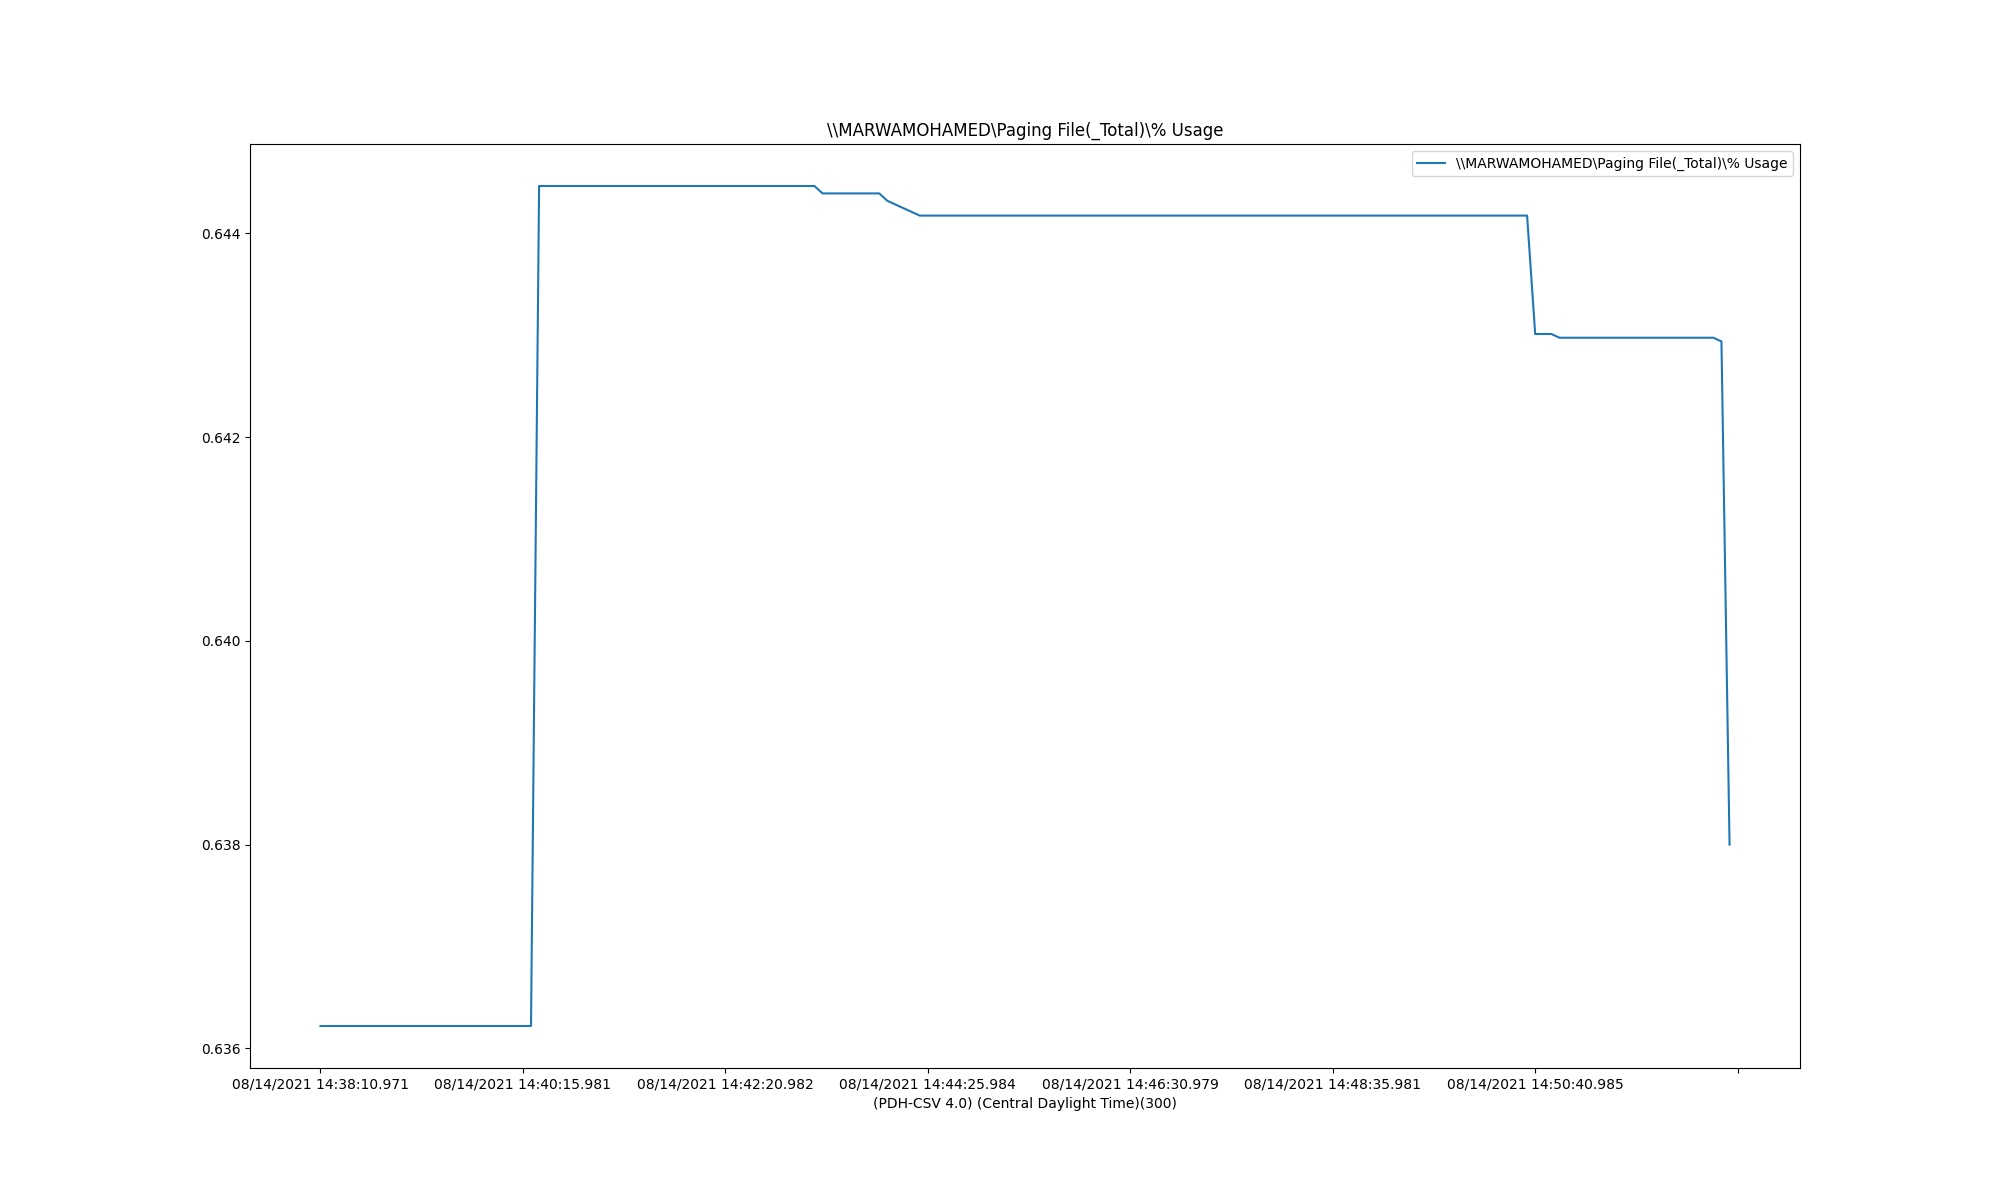 \\MARWAMOHAMED\Paging File(_Total)\% Usage
\\MARWAMOHAMED\Paging File(_Total)\% Usage
0.644
0.642
0.640
0.638
0.636
08/14/2021 14:38:10.971 08/14/2021 14:40:15.981 08/14/2021 14:42:20.982 08/14/2021 14:44:25.984 08/14/2021 14:46:30.979 08/14/2021 14:48:35.981 08/14/2021 14:50:40.985
(PDH-CSV 4.0) (Central Daylight Time)(300)